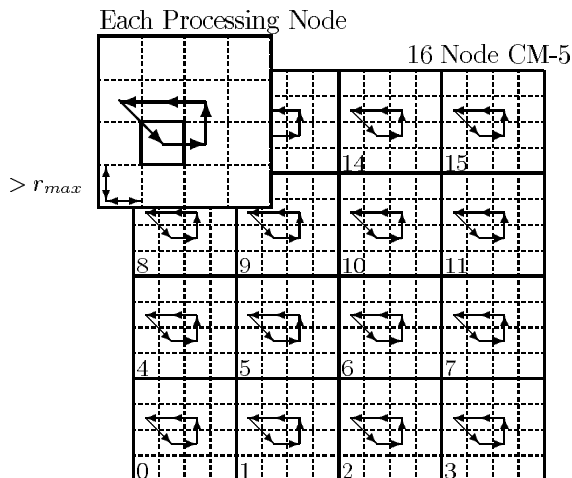 Each Processing Node
16 Node CM-5
14 15
> r_max
8 9 10 11
4 5 6 7
0 1 2 3